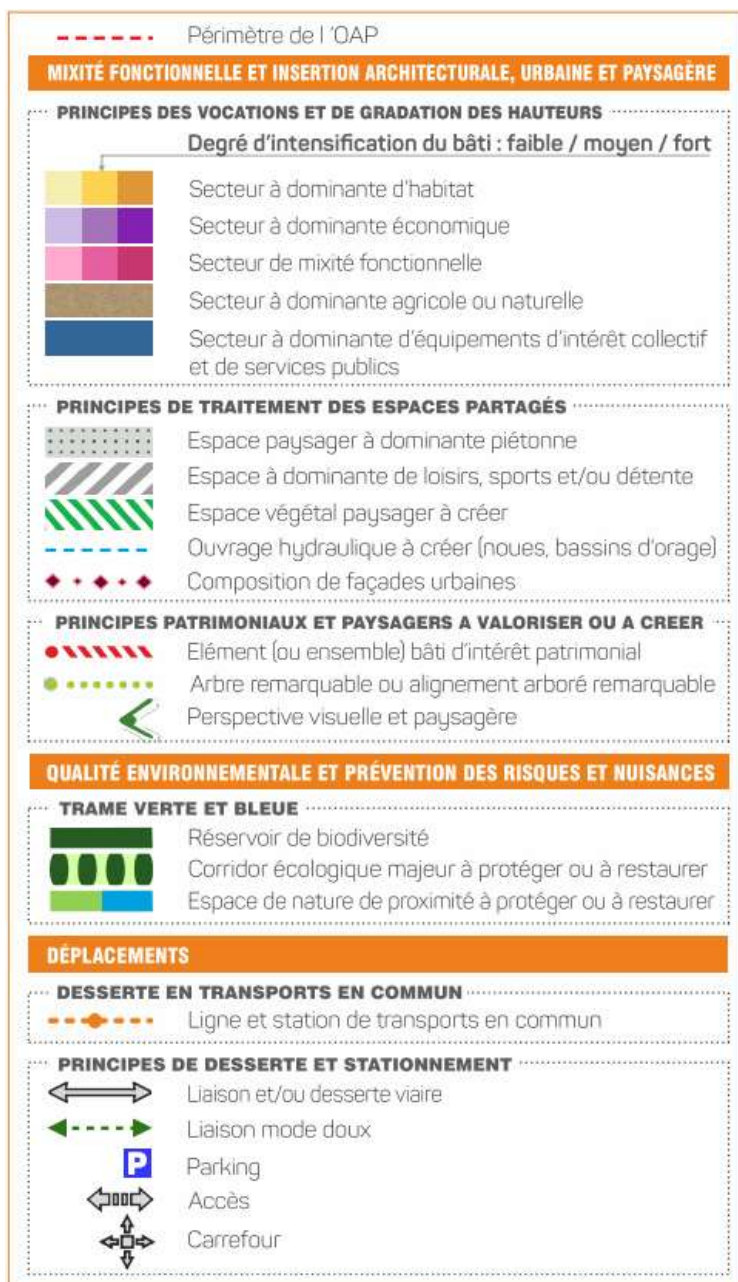 Périmètre de l 'OAP
MIXITÉ FONCTIONNELLE ET INSERTION ARCHITECTURALE, URBAINE ET PAYSAGÈRE
PRINCIPES DES VOCATIONS ET DE GRADATION DES HAUTEURS
Degré d'intensification du bâti : faible / moyen / fort
Secteur à dominante d'habitat
Secteur à dominante économique
Secteur de mixité fonctionnelle
Secteur à dominante agricole ou naturelle
Secteur à dominante d'équipements d'intérêt collectif
et de services publics
PRINCIPES DE TRAITEMENT DES ESPACES PARTAGÉS
Espace paysager à dominante piétonne
Espace à dominante de loisirs, sports et/ou détente
Espace végétal paysager à créer
Ouvrage hydraulique à créer (noues, bassins d'orage)
Composition de façades urbaines
PRINCIPES PATRIMONIAUX ET PAYSAGERS A VALORISER OU A CREER
Elément (ou ensemble) bâti d'intérêt patrimonial
Arbre remarquable ou alignement arboré remarquable
Perspective visuelle et paysagère
QUALITÉ ENVIRONNEMENTALE ET PRÉVENTION DES RISQUES ET NUISANCES
TRAME VERTE ET BLEUE
Réservoir de biodiversité
Corridor écologique majeur à protéger ou à restaurer
Espace de nature de proximité à protéger ou à restaurer
DÉPLACEMENTS
DESSERTE EN TRANSPORTS EN COMMUN
Ligne et station de transports en commun
PRINCIPES DE DESSERTE ET STATIONNEMENT
Liaison et/ou desserte viaire
Liaison mode doux
P Parking
Accès
Carrefour